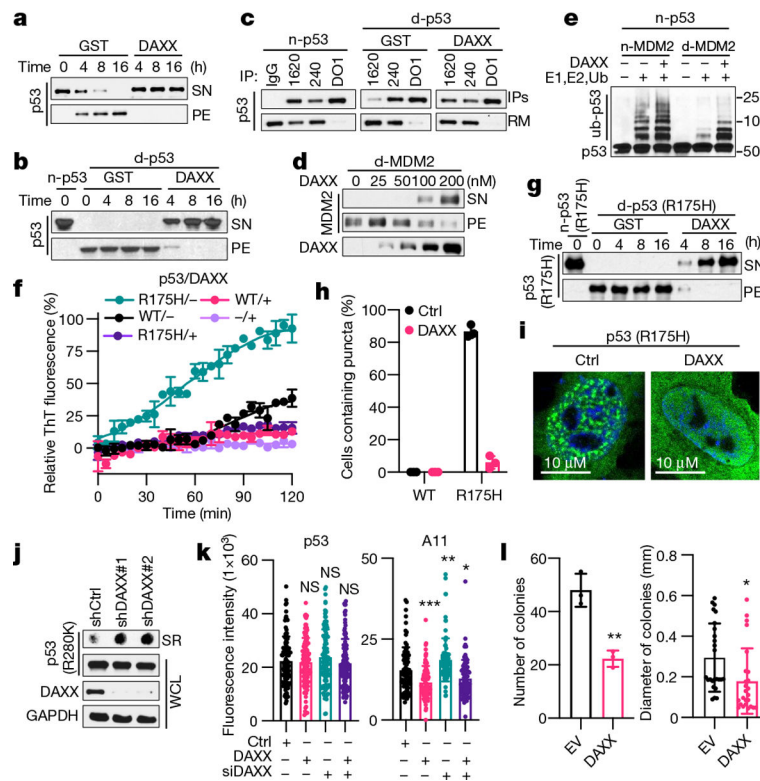 a
GST DAXX
Time 0 4 8 16 4 8 16 (h)
p53
SN
PE
b
d-p53
n-p53 GST DAXX
Time 0 0 4 8 16 4 8 16 (h)
p53
SN
PE
c
d-p53
n-p53 GST DAXX
IP: IgG 1620 240 DO1 1620 240 DO1 1620 240 DO1
p53
IPs
RM
d
d-MDM2
DAXX 0 25 50 100 200 (nM)
MDM2
SN
PE
DAXX
e
n-p53
n-MDM2 d-MDM2
DAXX − − + − − +
E1,E2,Ub − + + − + +
ub-p53
p53
-25
-10
-50
f
p53/DAXX
R175H/− WT/+
WT/− −/+
R175H/+
Relative ThT fluorescence (%)
100
75
50
25
0
0 30 60 90 120
Time (min)
g
n-p53 (R175H)
d-p53 (R175H)
GST DAXX
Time 0 0 4 8 16 4 8 16 (h)
p53 (R175H)
SN
PE
h
Ctrl
DAXX
Cells containing puncta (%)
100
80
60
40
20
0
WT R175H
i
p53 (R175H)
Ctrl DAXX
10 μM 10 μM
j
shCtrl shDAXX#1 shDAXX#2
p53 (R280K)
SR
DAXX
GAPDH
WCL
k
p53 A11
Fluorescence intensity (1×10³)
60
40
20
0
NS NS NS
50
25
0
*** ** *
Ctrl + − − − + − − −
DAXX − + − + − + − +
siDAXX − − + + − − + +
l
Number of colonies
60
40
20
0
**
EV DAXX
Diameter of colonies (mm)
0.8
0.6
0.4
0.2
0
*
EV DAXX